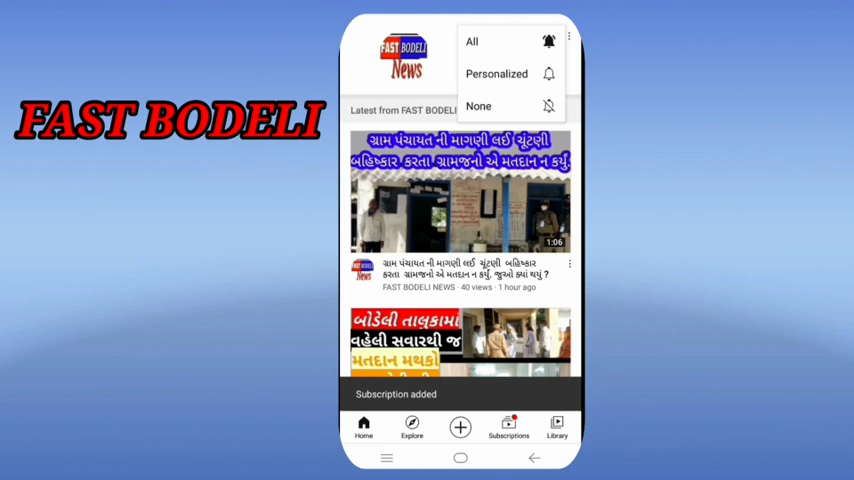 FAST BODELI
FAST BODELI
News
All
Personalized
None
Latest from FAST BODELI
ગ્રામ પંચાયત ની માગણી લઈ ચૂંટણી
બહિષ્કાર કરતા ગ્રામજનો એ મતદાન ન કર્યું.
1:06
ગ્રામ પંચાયત ની માગણી લઈ ચૂંટણી બહિષ્કાર
કરતા ગ્રામજનો એ મતદાન ન કર્યું. જુઓ ક્યાં થયું ?
FAST BODELI NEWS · 40 views · 1 hour ago
બોડેલી તાલુકામા
વહેલી સવારથી જ
મતદાન મથકો
Subscription added
Home
Explore
Subscriptions
Library